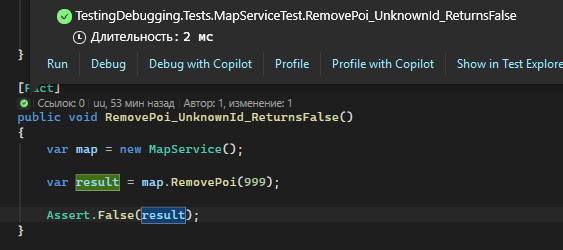 TestingDebugging.Tests.MapServiceTest.RemovePoi_UnknownId_ReturnsFalse
Длительность: 2 мс
Run Debug Debug with Copilot Profile Profile with Copilot Show in Test Explore
}
[Fact]
Ссылок: 0 | uu, 53 мин назад | Автор: 1, изменение: 1
public void RemovePoi_UnknownId_ReturnsFalse()
{
var map = new MapService();
var result = map.RemovePoi(999);
Assert.False(result);
}